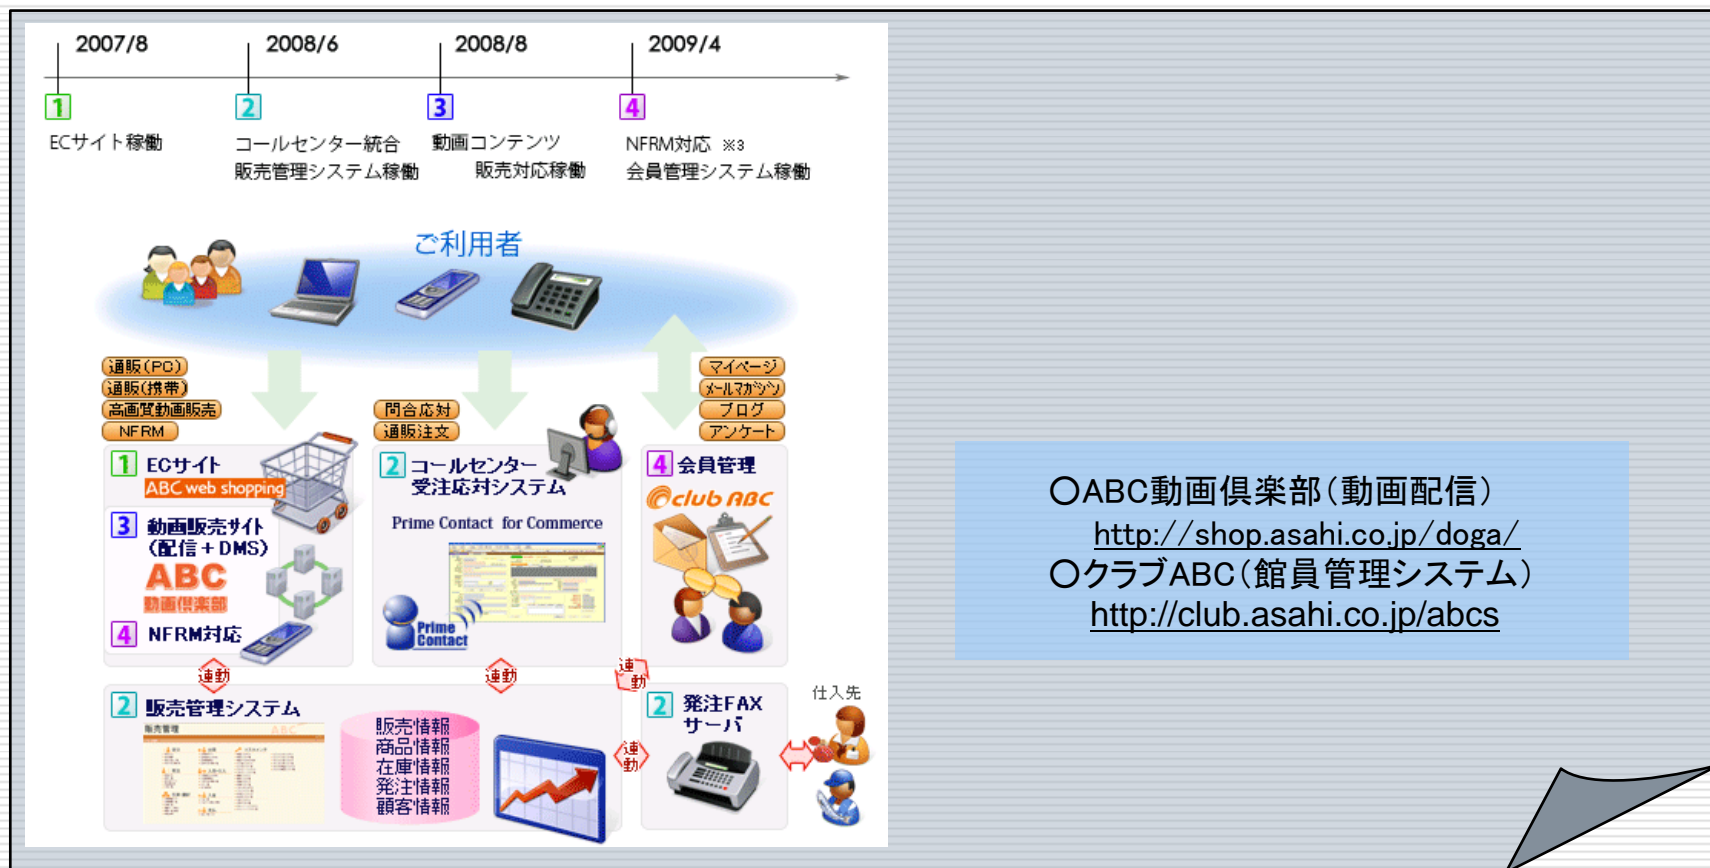 2007/8
2008/6
2008/8
2009/4
1
2
3
4
ECサイト稼働
コールセンター統合
販売管理システム稼働
動画コンテンツ
販売対応稼働
NFRM対応 ※3
会員管理システム稼働
ご利用者
通販(PC)
通販(携帯)
高画質動画販売
NFRM
問合応対
通販注文
マイページ
メールマガジン
ブログ
アンケート
1 ECサイト
ABC web shopping
3 動画販売サイト
(配信+DMS)
ABC
動画倶楽部
4 NFRM対応
2 コールセンター
受注応対システム
Prime Contact for Commerce
Prime
Contact
4 会員管理
club ABC
連動
連動
連動
2 販売管理システム
販売管理
ABC
販売情報
商品情報
在庫情報
発注情報
顧客情報
連動
2 発注FAX
サーバ
仕入先
○ABC動画倶楽部(動画配信)
http://shop.asahi.co.jp/doga/
○クラブABC(館員管理システム)
http://club.asahi.co.jp/abcs